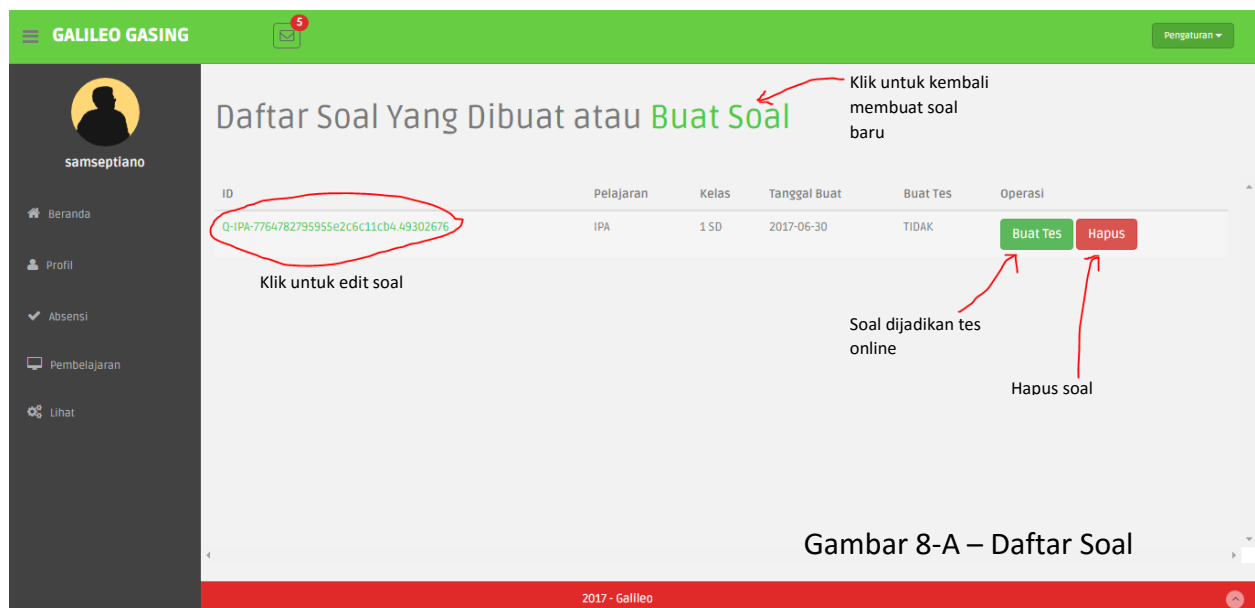 GALILEO GASING
5
Pengaturan
samseptiano
Beranda
Profil
Absensi
Pembelajaran
Lihat
Daftar Soal Yang Dibuat atau Buat Soal
Klik untuk kembali
membuat soal
baru
ID Pelajaran Kelas Tanggal Buat Buat Tes Operasi
Q-IPA-7764782795955e2c6c11cb4.49302676 IPA 1 SD 2017-06-30 TIDAK Buat Tes Hapus
Klik untuk edit soal
Soal dijadikan tes
online
Hapus soal
Gambar 8-A – Daftar Soal
2017 - Galileo